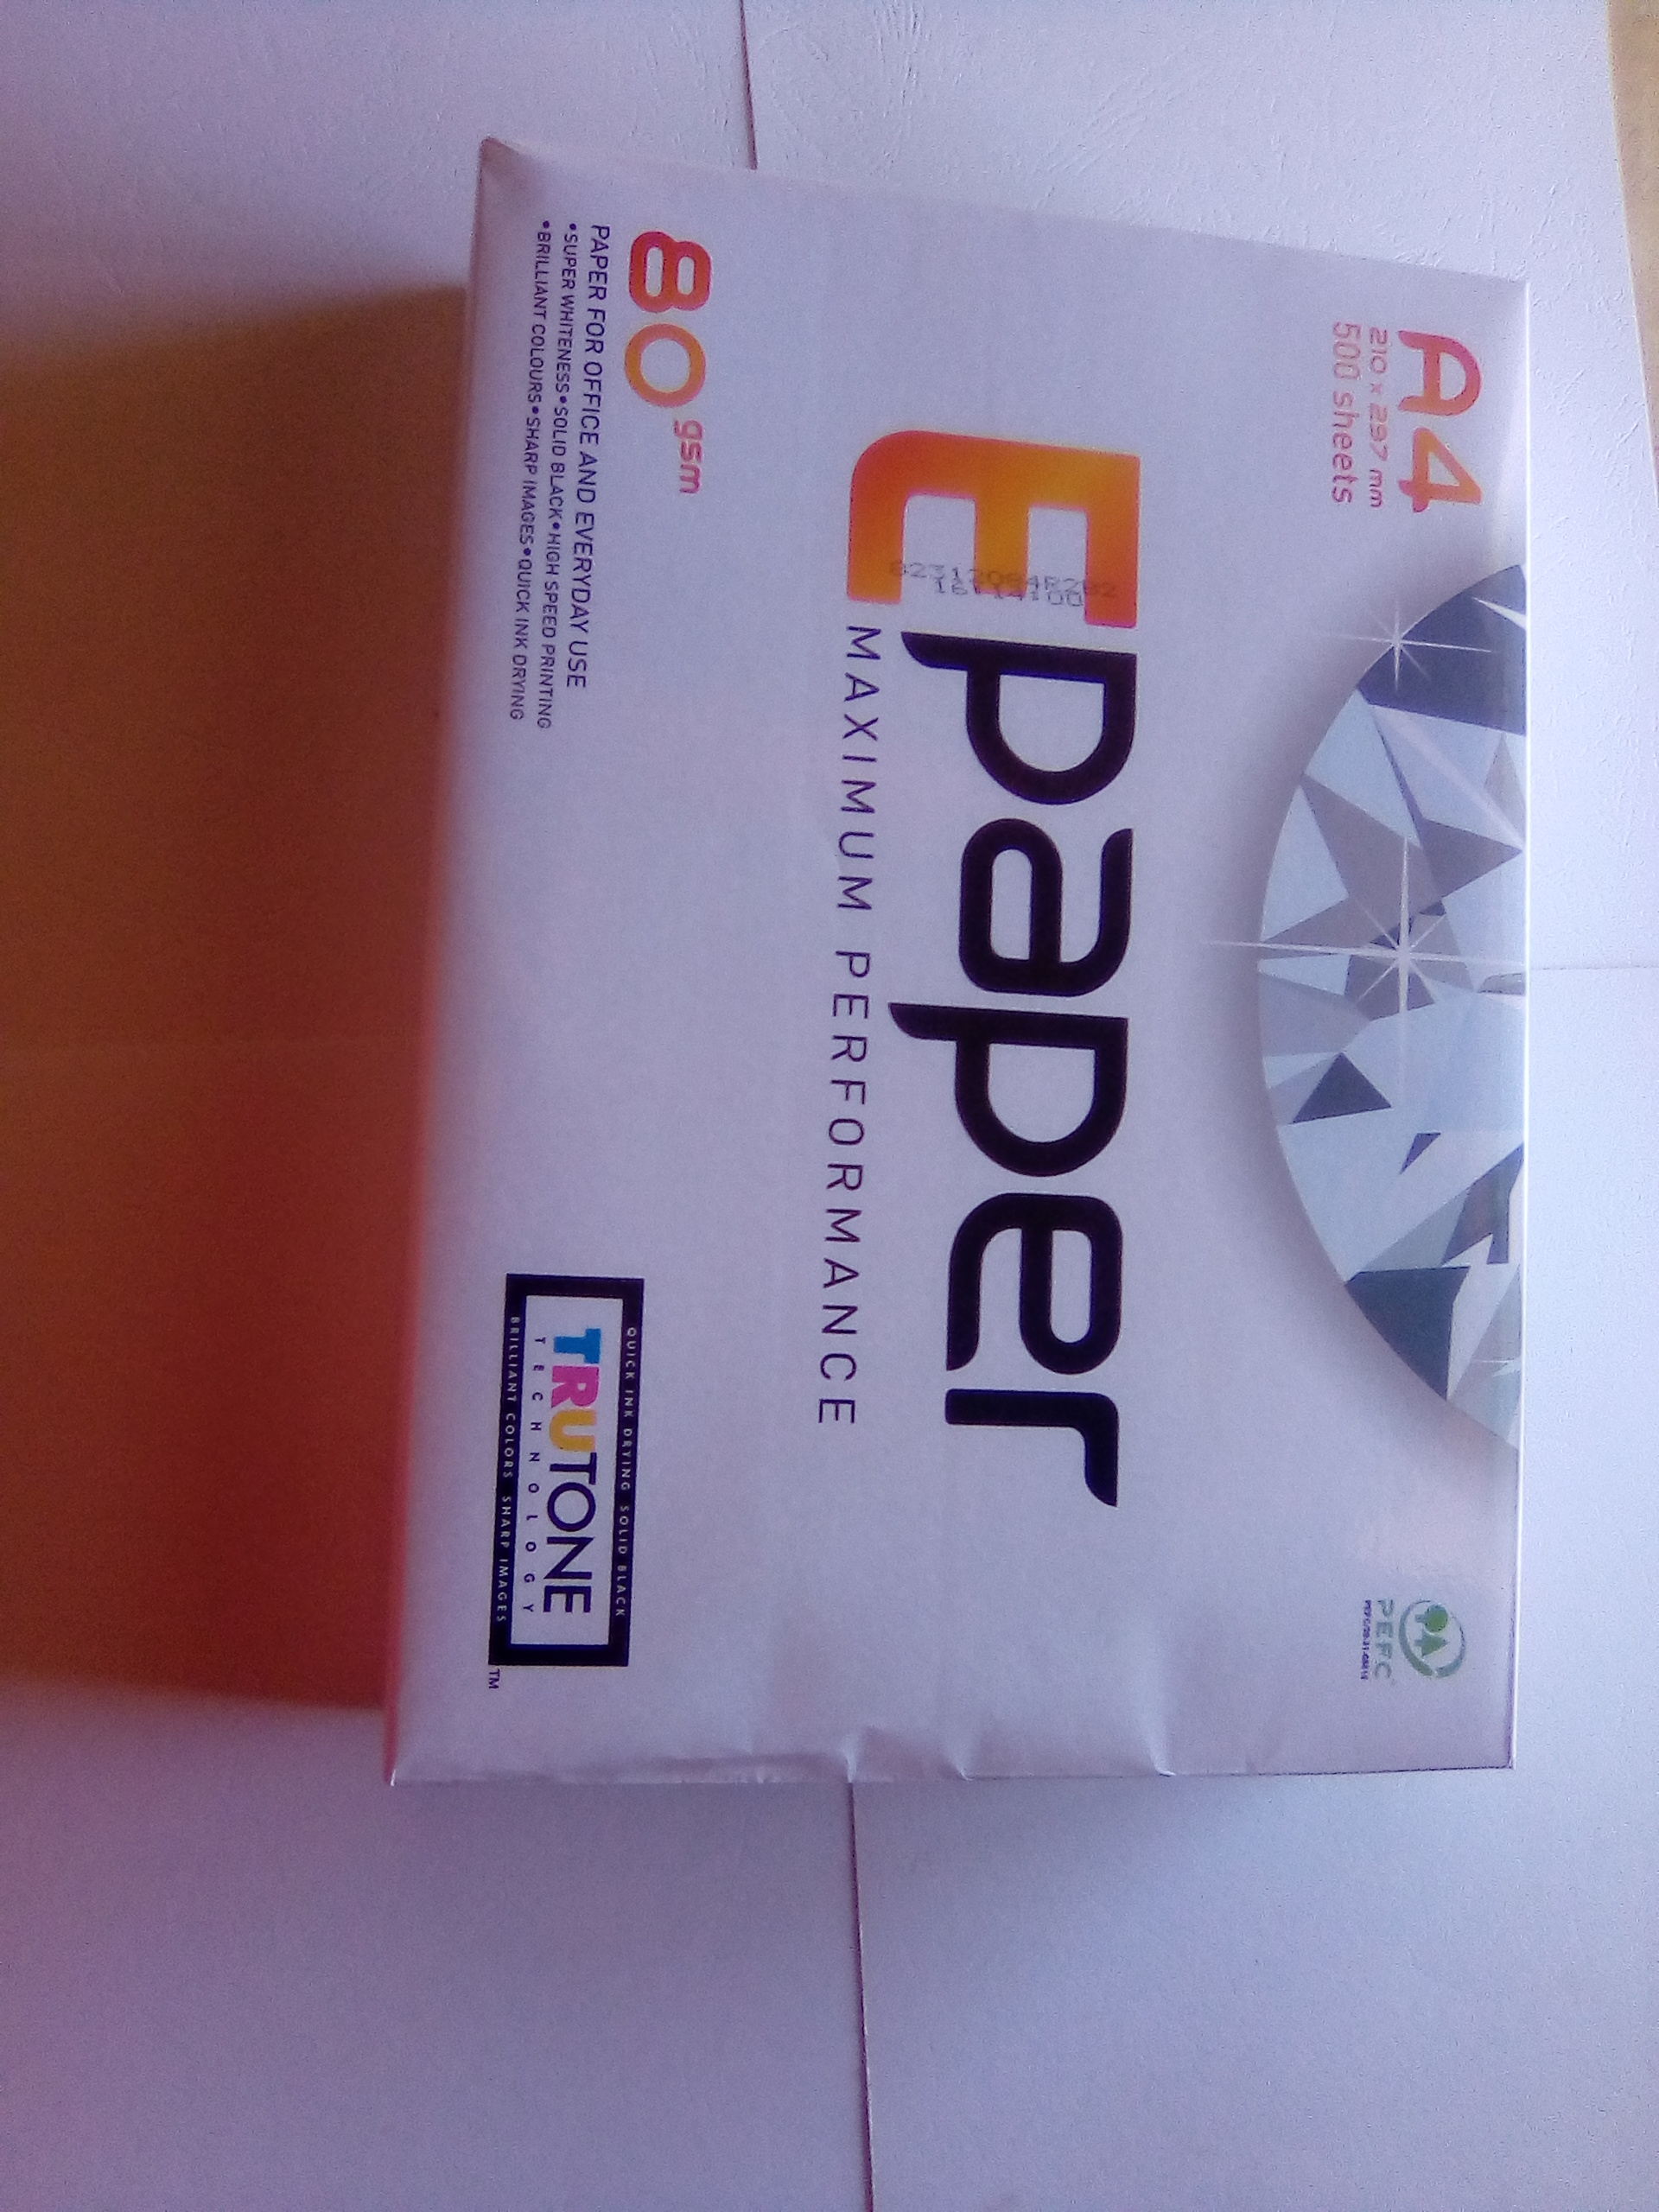 A4
210 x 297 mm
500 sheets
PEFC
Epaper
MAXIMUM PERFORMANCE
80 gsm
PAPER FOR OFFICE AND EVERYDAY USE
•SUPER WHITENESS•SOLID BLACK•HIGH SPEED PRINTING
•BRILLIANT COLOURS•SHARP IMAGES•QUICK INK DRYING
QUICK INK DRYING SOLID BLACK
TRUTONE
TECHNOLOGY
BRILLIANT COLORS SHARP IMAGES
TM